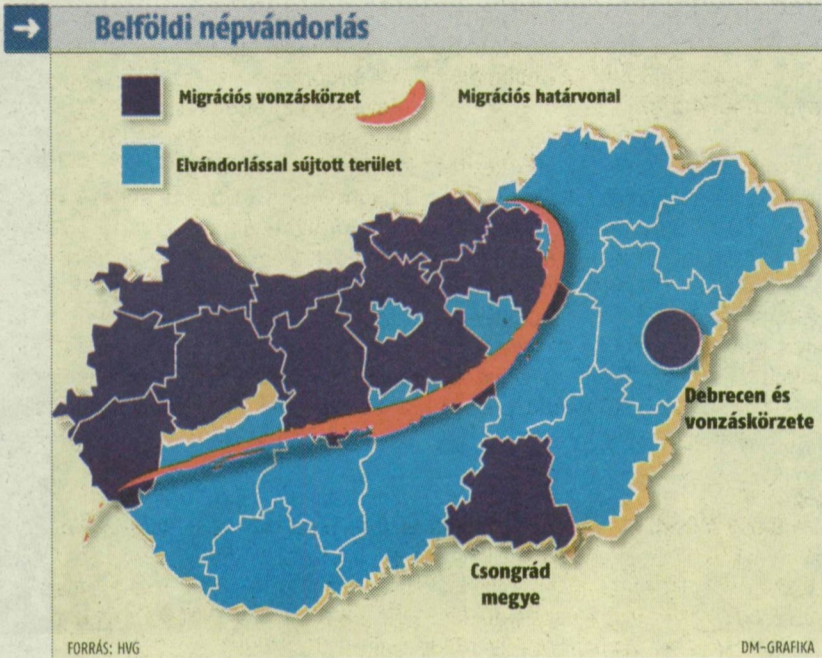 Belföldi népvándorlás
Migrációs vonzáskörzet
Migrációs határvonal
Elvándorlással sújtott terület
Debrecen és
vonzáskörzete
Csongrád
megye
FORRÁS: HVG
DM-GRAFIKA